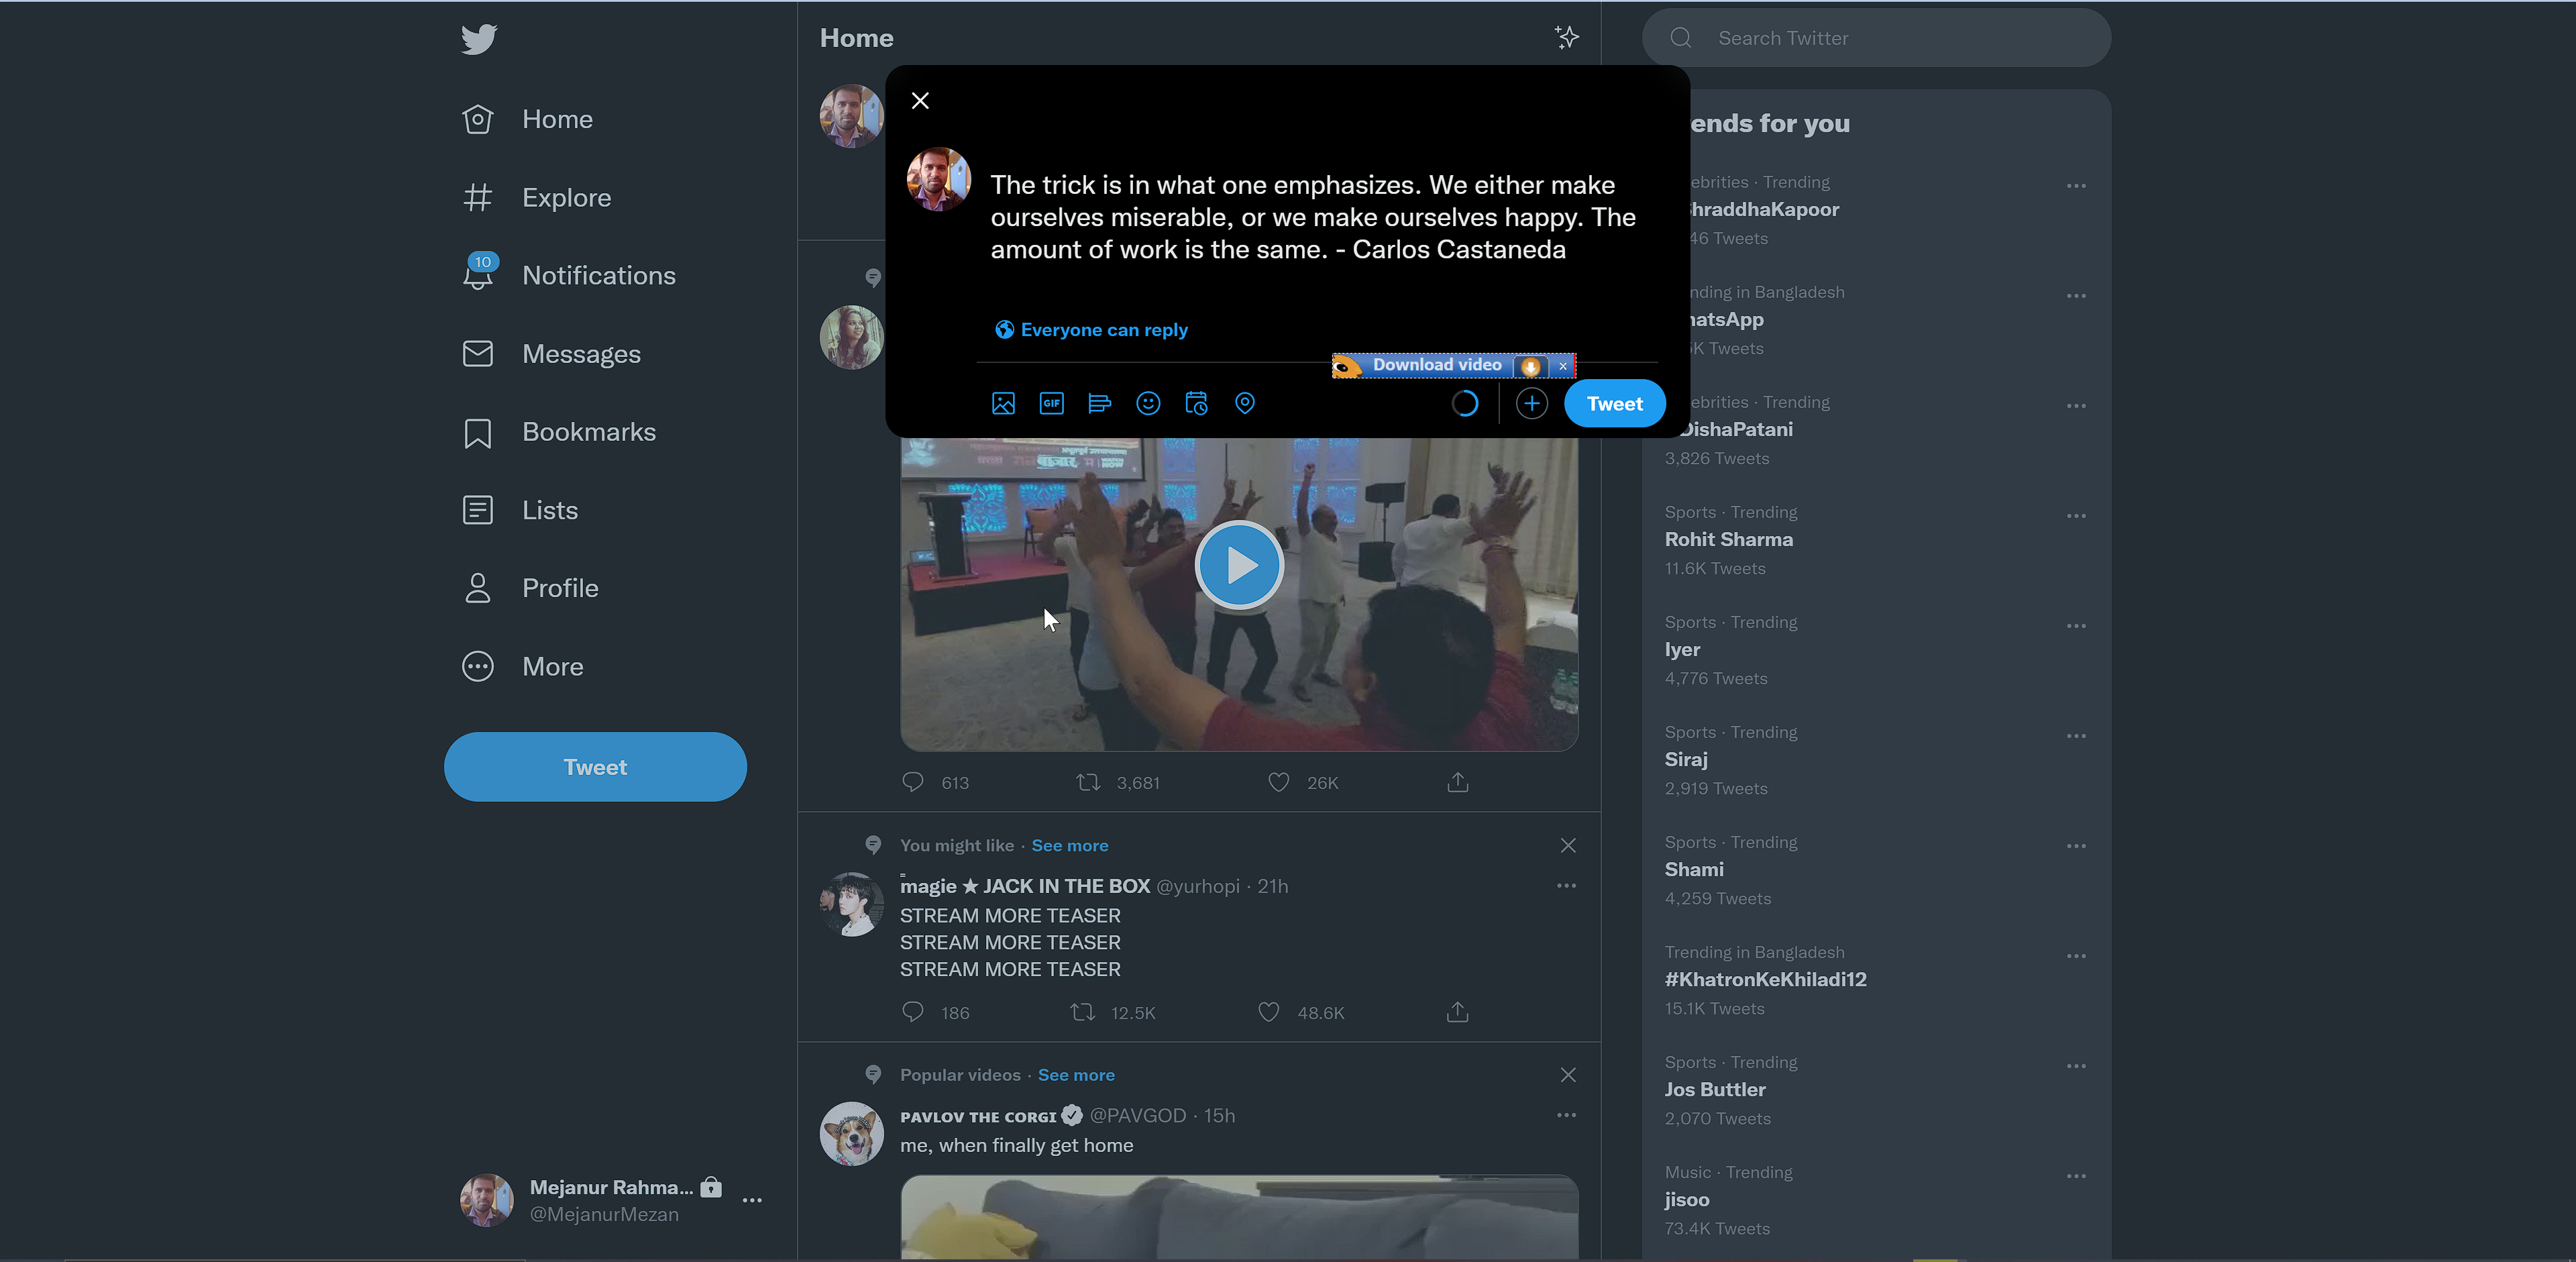 Home
Explore
10
Notifications
Messages
Bookmarks
Lists
Profile
More
Tweet
Mejanur Rahma...
@MejanurMezan
Home
The trick is in what one emphasizes. We either make
ourselves miserable, or we make ourselves happy. The
amount of work is the same. - Carlos Castaneda
Everyone can reply
Download video
GIF
Tweet
WATCH
NOW
613
3,681
26K
You might like · See more
magie ★ JACK IN THE BOX @yurhopi · 21h
STREAM MORE TEASER
STREAM MORE TEASER
STREAM MORE TEASER
186
12.5K
48.6K
Popular videos · See more
PAVLOV THE CORGI @PAVGOD · 15h
me, when finally get home
Search Twitter
ends for you
ebrities · Trending
ShraddhaKapoor
46 Tweets
nding in Bangladesh
hatsApp
K Tweets
ebrities · Trending
DishaPatani
3,826 Tweets
Sports · Trending
Rohit Sharma
11.6K Tweets
Sports · Trending
Iyer
4,776 Tweets
Sports · Trending
Siraj
2,919 Tweets
Sports · Trending
Shami
4,259 Tweets
Trending in Bangladesh
#KhatronKeKhiladi12
15.1K Tweets
Sports · Trending
Jos Buttler
2,070 Tweets
Music · Trending
jisoo
73.4K Tweets